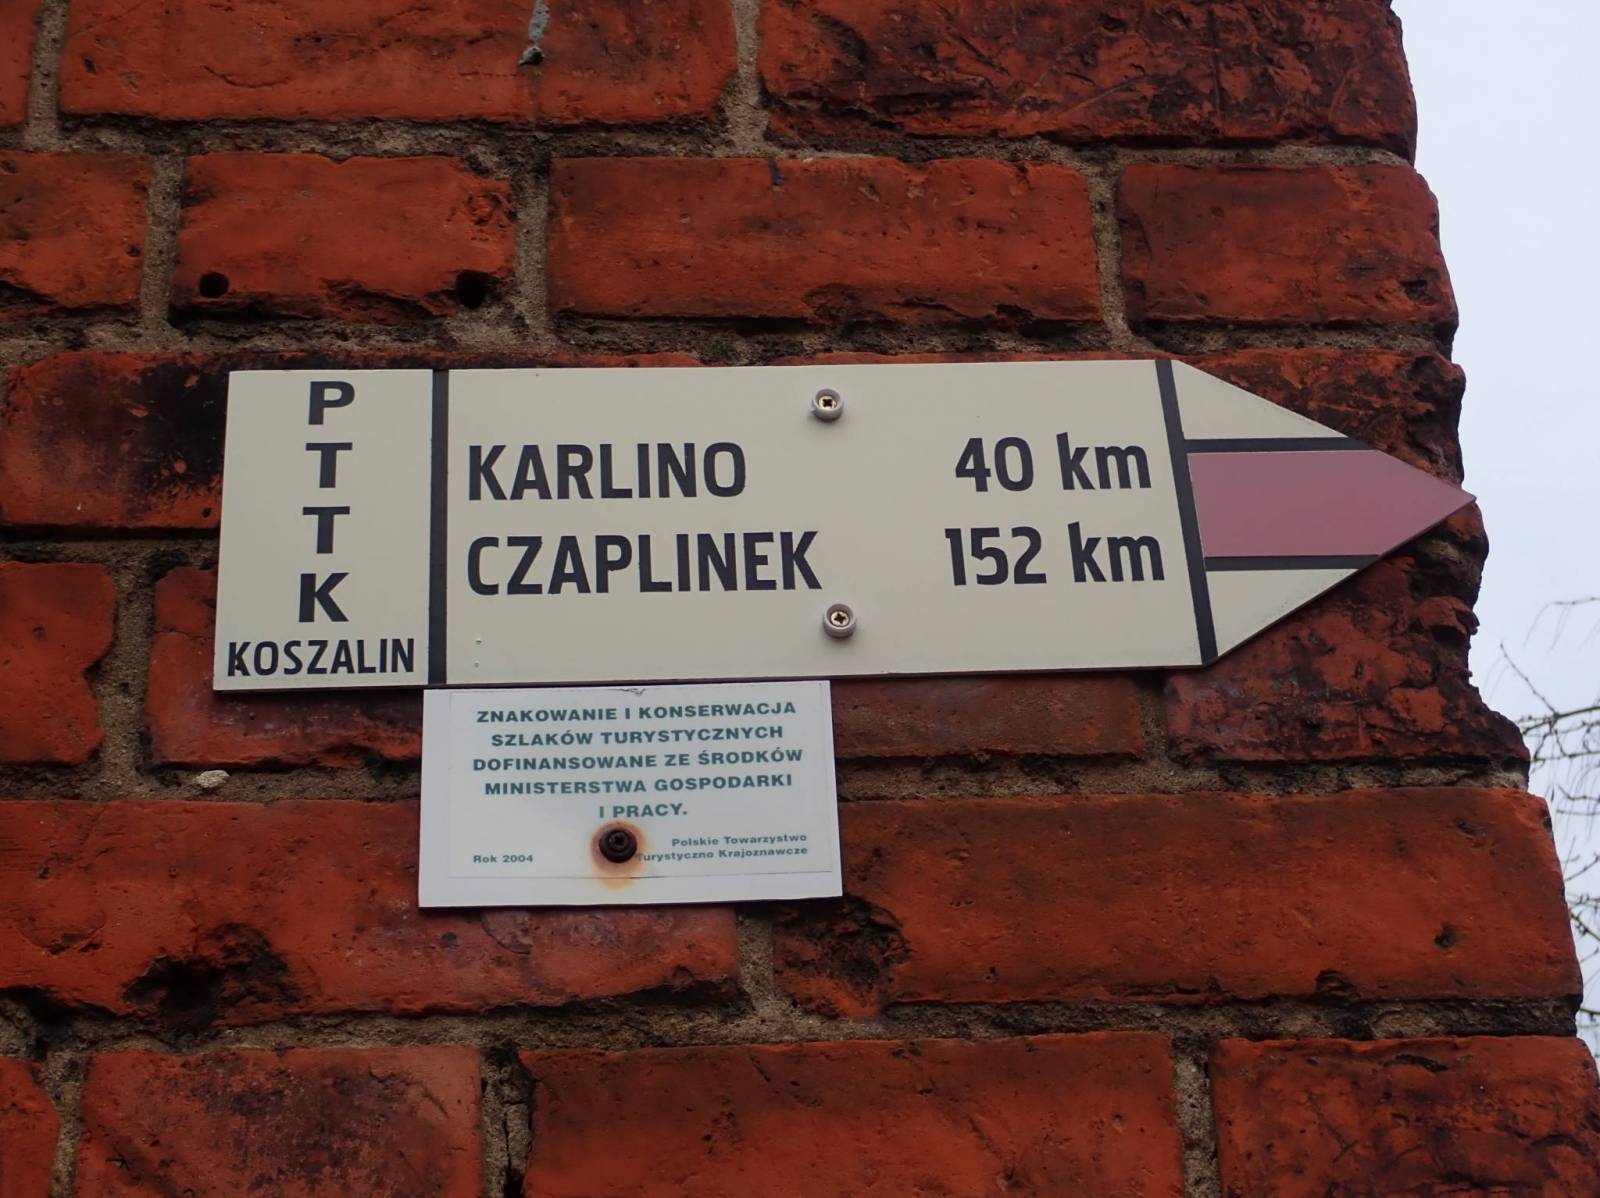 PTTK
KOSZALIN
KARLINO 40 km
CZAPLINEK 152 km
ZNAKOWANIE I KONSERWACJA
SZLAKÓW TURYSTYCZNYCH
DOFINANSOWANE ZE ŚRODKÓW
MINISTERSTWA GOSPODARKI
I PRACY.
Polskie Towarzystwo
Rok 2004 Turystyczno Krajoznawcze